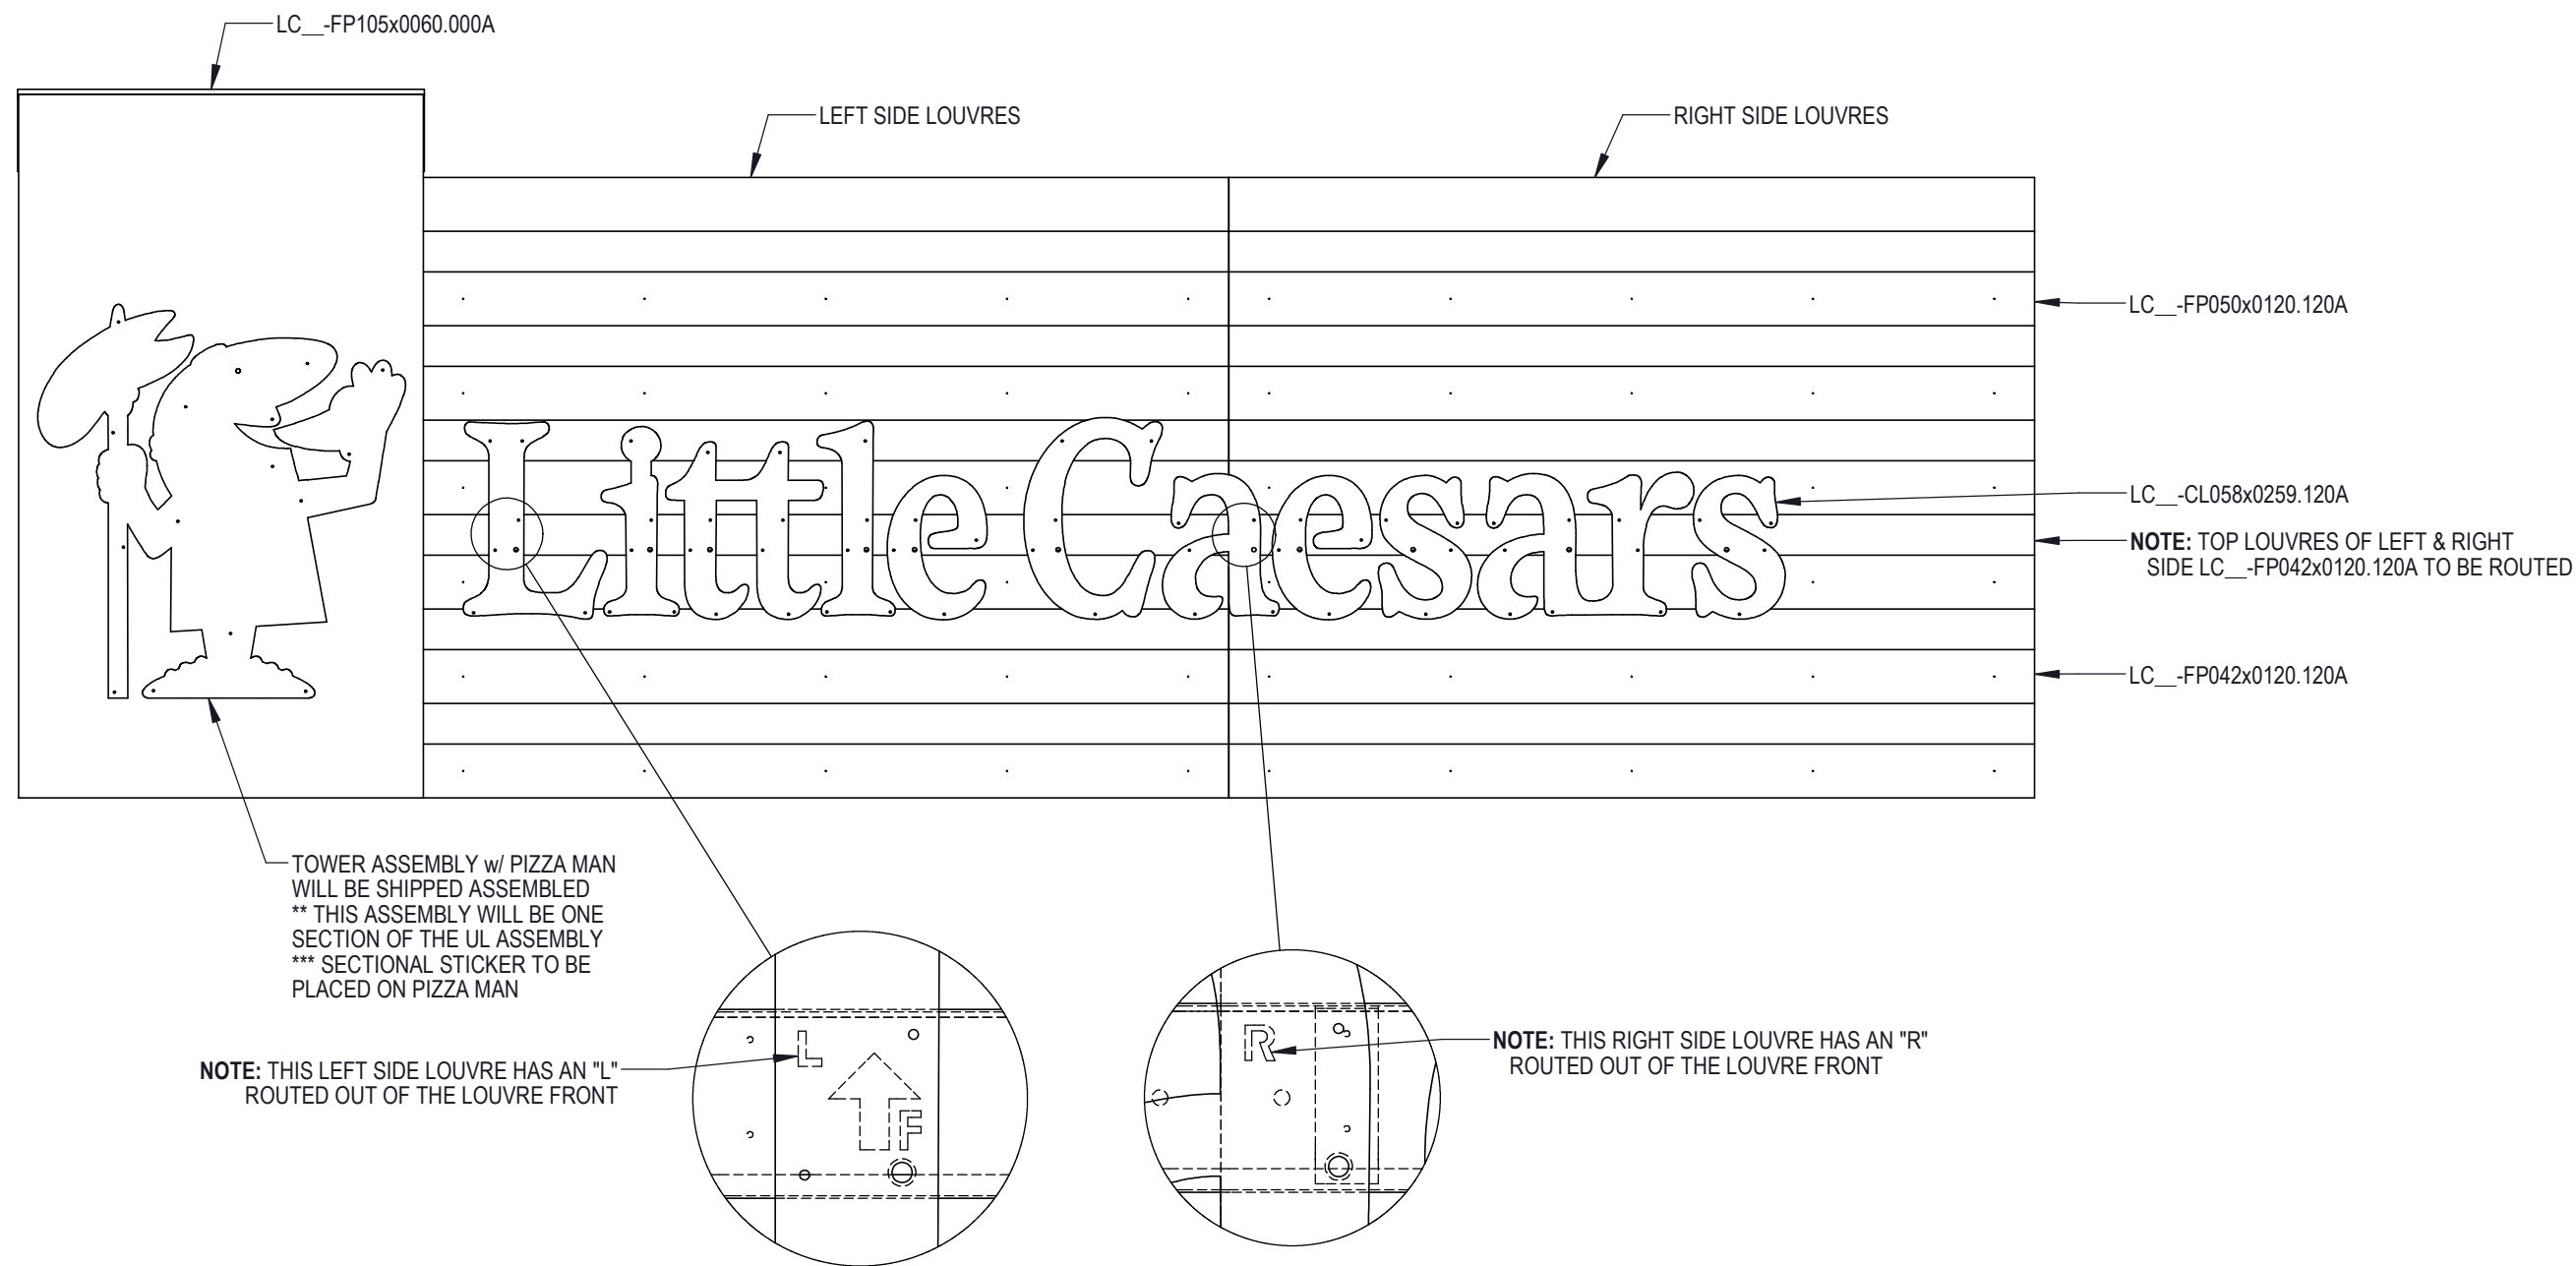 LC__-FP105x0060.000A
LEFT SIDE LOUVRES
RIGHT SIDE LOUVRES
LC__-FP050x0120.120A
Little Caesars
LC__-CL058x0259.120A
NOTE: TOP LOUVRES OF LEFT & RIGHT
SIDE LC__-FP042x0120.120A TO BE ROUTED
LC__-FP042x0120.120A
TOWER ASSEMBLY w/ PIZZA MAN
WILL BE SHIPPED ASSEMBLED
** THIS ASSEMBLY WILL BE ONE
SECTION OF THE UL ASSEMBLY
*** SECTIONAL STICKER TO BE
PLACED ON PIZZA MAN
NOTE: THIS LEFT SIDE LOUVRE HAS AN "L"
ROUTED OUT OF THE LOUVRE FRONT
L
F
R
NOTE: THIS RIGHT SIDE LOUVRE HAS AN "R"
ROUTED OUT OF THE LOUVRE FRONT